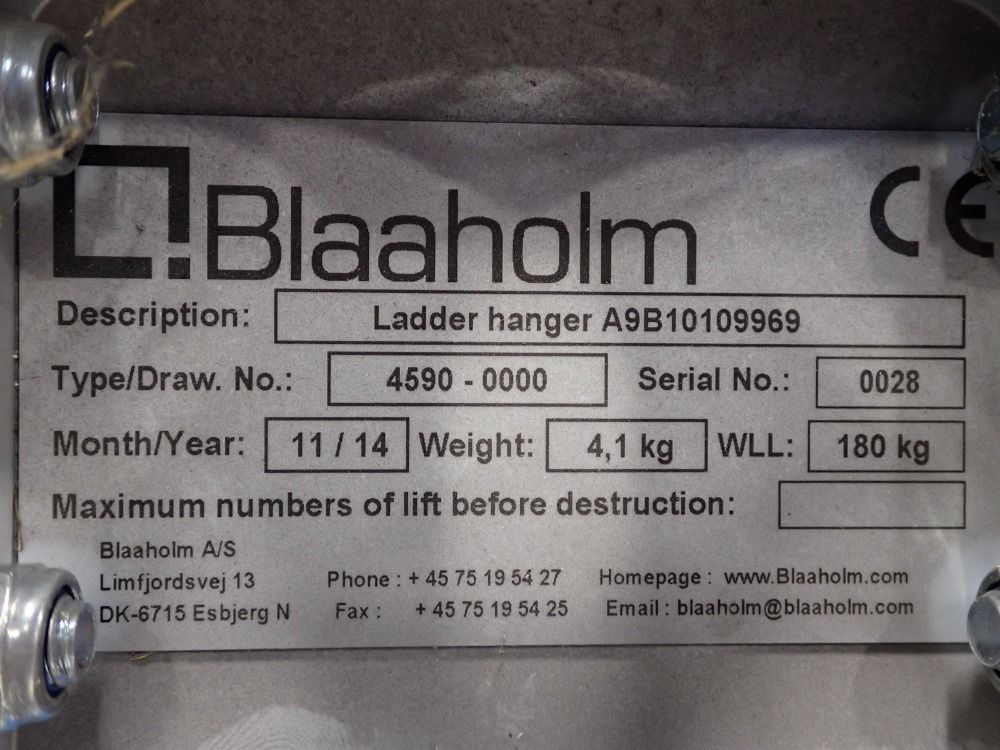 Blaaholm CE
Description: Ladder hanger A9B10109969
Type/Draw. No.: 4590 - 0000 Serial No.: 0028
Month/Year: 11 / 14 Weight: 4,1 kg WLL: 180 kg
Maximum numbers of lift before destruction:
Blaaholm A/S
Limfjordsvej 13 Phone : + 45 75 19 54 27 Homepage : www.Blaaholm.com
DK-6715 Esbjerg N Fax : + 45 75 19 54 25 Email : blaaholm@blaaholm.com